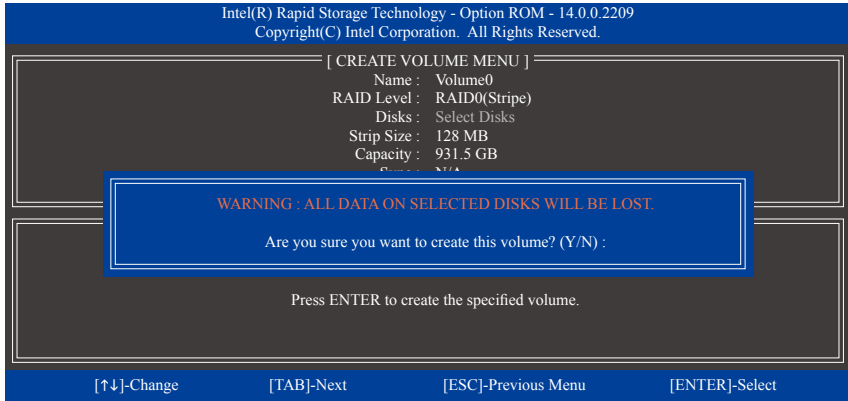 Intel(R) Rapid Storage Technology - Option ROM - 14.0.0.2209
Copyright(C) Intel Corporation. All Rights Reserved.
[ CREATE VOLUME MENU ]
Name : Volume0
RAID Level : RAID0(Stripe)
Disks : Select Disks
Strip Size : 128 MB
Capacity : 931.5 GB
Sync : N/A
WARNING : ALL DATA ON SELECTED DISKS WILL BE LOST.
Are you sure you want to create this volume? (Y/N) :
Press ENTER to create the specified volume.
[↑↓]-Change [TAB]-Next [ESC]-Previous Menu [ENTER]-Select